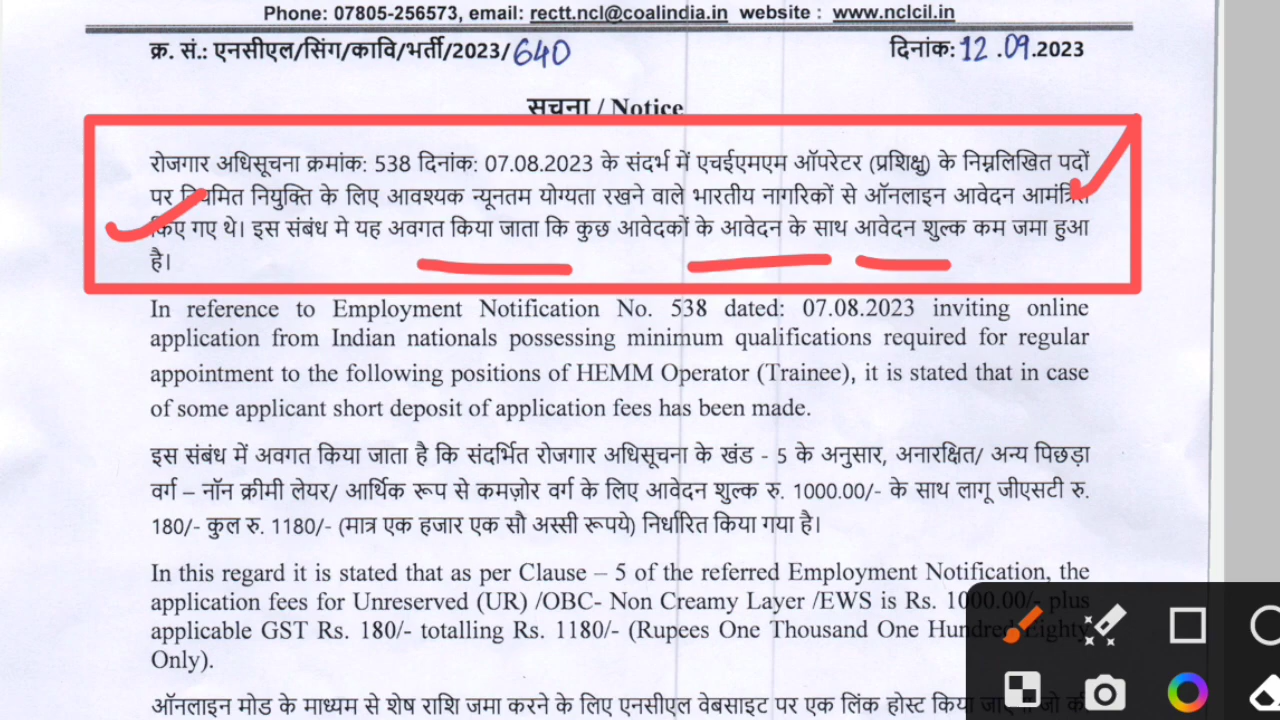 Phone: 07805-256573, email: rectt.ncl@coalindia.in website : www.nclcil.in
क्र. सं.: एनसीएल/सिंग/कावि/भर्ती/2023/640 दिनांक: 12.09.2023
सूचना / Notice
रोजगार अधिसूचना क्रमांक: 538 दिनांक: 07.08.2023 के संदर्भ में एचईएमएम ऑपरेटर (प्रशिक्षु) के निम्नलिखित पदों
पर नियमित नियुक्ति के लिए आवश्यक न्यूनतम योग्यता रखने वाले भारतीय नागरिकों से ऑनलाइन आवेदन आमंत्रित
किए गए थे। इस संबंध मे यह अवगत किया जाता कि कुछ आवेदकों के आवेदन के साथ आवेदन शुल्क कम जमा हुआ
है।
In reference to Employment Notification No. 538 dated: 07.08.2023 inviting online
application from Indian nationals possessing minimum qualifications required for regular
appointment to the following positions of HEMM Operator (Trainee), it is stated that in case
of some applicant short deposit of application fees has been made.
इस संबंध में अवगत किया जाता है कि संदर्भित रोजगार अधिसूचना के खंड - 5 के अनुसार, अनारक्षित/ अन्य पिछड़ा
वर्ग – नॉन क्रीमी लेयर/ आर्थिक रूप से कमज़ोर वर्ग के लिए आवेदन शुल्क रु. 1000.00/- के साथ लागू जीएसटी रु.
180/- कुल रु. 1180/- (मात्र एक हजार एक सौ अस्सी रूपये) निर्धारित किया गया है।
In this regard it is stated that as per Clause – 5 of the referred Employment Notification, the
application fees for Unreserved (UR) /OBC- Non Creamy Layer /EWS is Rs. 1000.00/- plus
applicable GST Rs. 180/- totalling Rs. 1180/- (Rupees One Thousand One Hundred Eighty
Only).
ऑनलाइन मोड के माध्यम से शेष राशि जमा करने के लिए एनसीएल वेबसाइट पर एक लिंक होस्ट किया जाएगा जो की